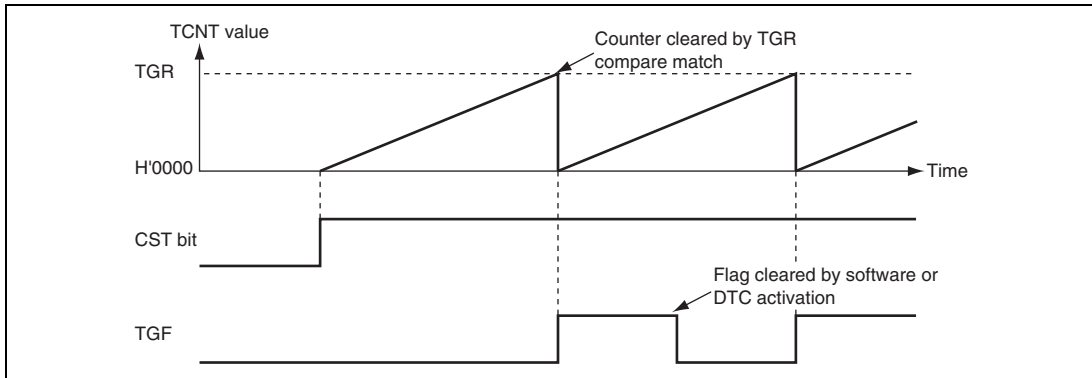 TCNT value
Counter cleared by TGR
compare match
TGR
H'0000
Time
CST bit
Flag cleared by software or
DTC activation
TGF